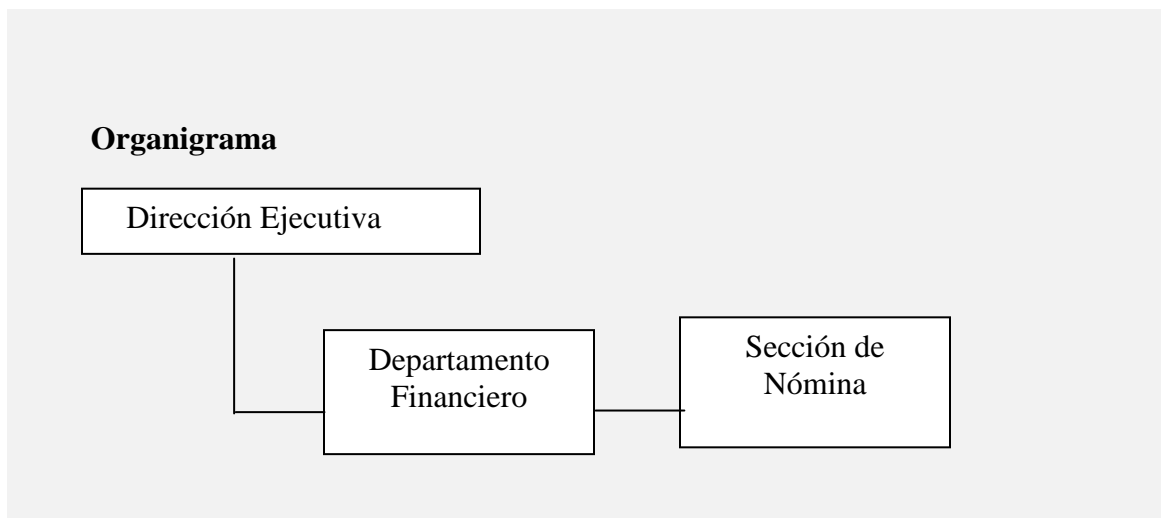 Organigrama
Dirección Ejecutiva
Departamento
Financiero
Sección de
Nómina